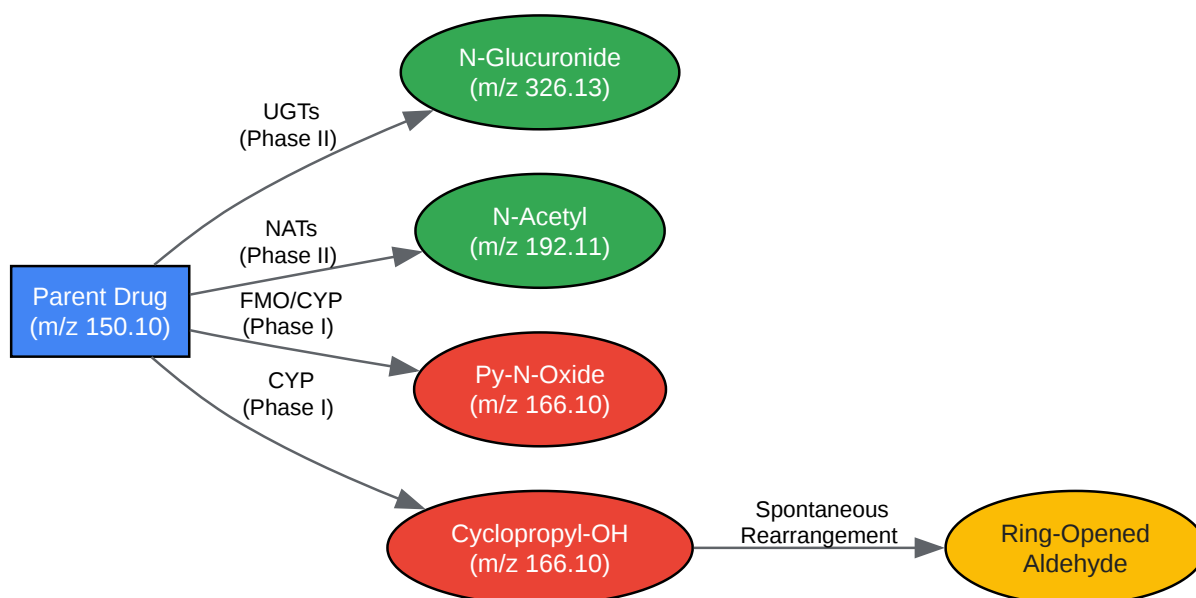 N-Glucuronide
(m/z 326.13)
UGTs
(Phase II)
N-Acetyl
(m/z 192.11)
NATs
(Phase II)
Parent Drug
(m/z 150.10)
FMO/CYP
(Phase I)
Py-N-Oxide
(m/z 166.10)
CYP
(Phase I)
Cyclopropyl-OH
(m/z 166.10)
Spontaneous
Rearrangement
Ring-Opened
Aldehyde